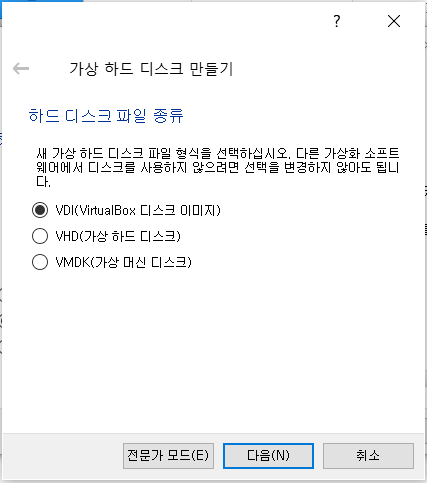 ?
가상 하드 디스크 만들기
하드 디스크 파일 종류
새 가상 하드 디스크 파일 형식을 선택하십시오. 다른 가상화 소프트
웨어에서 디스크를 사용하지 않으려면 선택을 변경하지 않아도 됩니
다.
VDI(VirtualBox 디스크 이미지)
VHD(가상 하드 디스크)
VMDK(가상 머신 디스크)
전문가 모드(E)
다음(N)
취소